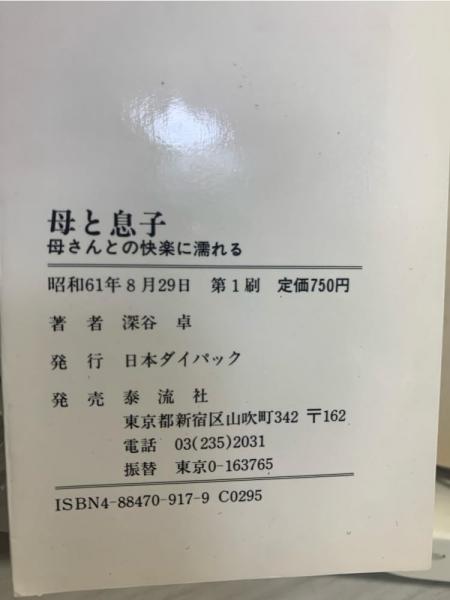 母と息子
母さんとの快楽に濡れる
昭和61年8月29日 第1刷 定価750円
著者 深谷 卓
発行 日本ダイパック
発売 泰流社
東京都新宿区山吹町342 〒162
電話 03(235)2031
振替 東京0-163765
ISBN4-88470-917-9 C0295